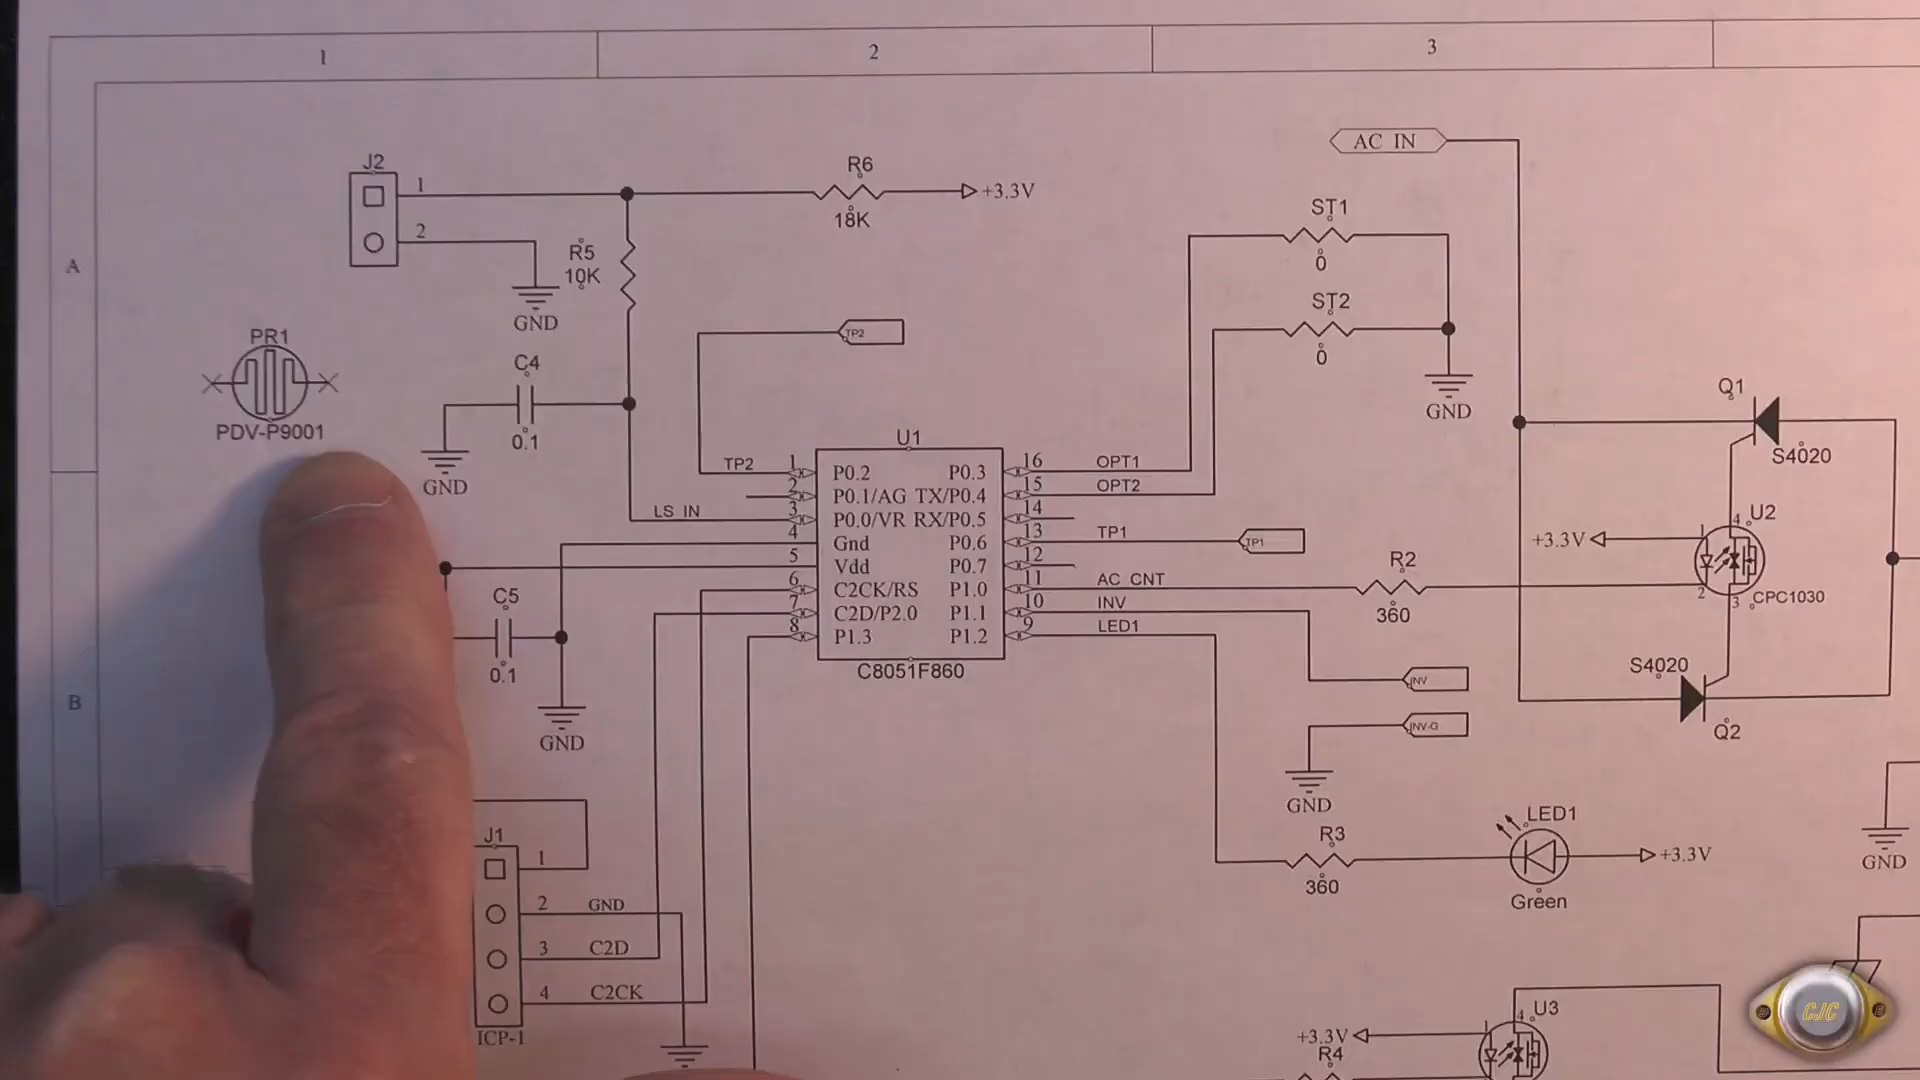 1
2
3
A
B
AC IN
J2
1
2
R6
18K
+3.3V
R5
10K
GND
ST1
0
ST2
0
GND
PR1
PDV-P9001
C4
0.1
GND
TP2
TP2
LS IN
U1
C8051F860
1
2
3
4
5
6
7
8
P0.2
P0.1/AG
P0.0/VR
Gnd
Vdd
C2CK/RS
C2D/P2.0
P1.3
P0.3
TX/P0.4
RX/P0.5
P0.6
P0.7
P1.0
P1.1
P1.2
16
15
14
13
12
11
10
9
OPT1
OPT2
TP1
TP1
AC CNT
INV
LED1
R2
360
Q1
S4020
+3.3V
U2
1
4
2
3
CPC1030
S4020
Q2
C5
0.1
GND
INV
INV-G
GND
R3
360
LED1
Green
+3.3V
GND
J1
1
2
GND
3
C2D
4
C2CK
ICP-1
U3
1
4
+3.3V
R4
CJC